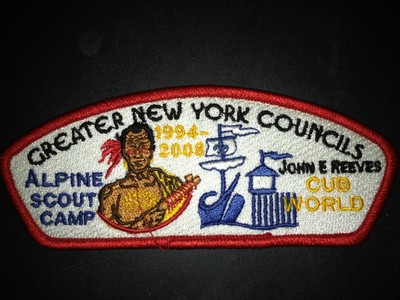 GREATER NEW YORK COUNCILS
1994-
2008
ALPINE
SCOUT
CAMP
JOHN E REEVES
CUB
WORLD